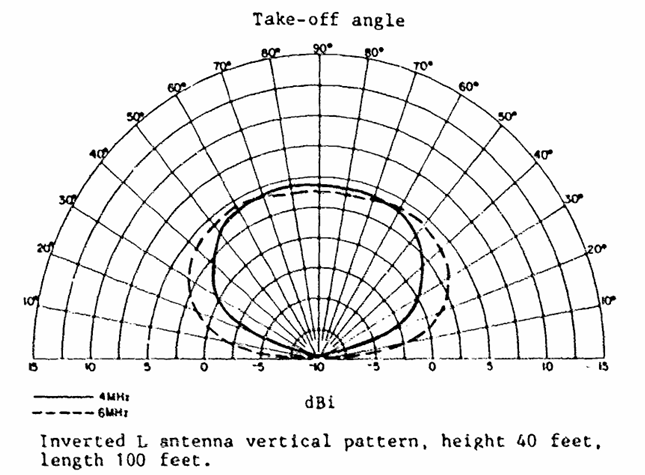 Take-off angle
90°
80° 80°
70° 70°
60° 60°
50° 50°
40° 40°
30° 30°
20° 20°
10° 10°
15 10 5 0 -5 -10 -5 0 5 10 15
4MHz
6MHz
dBi
Inverted L antenna vertical pattern, height 40 feet,
length 100 feet.